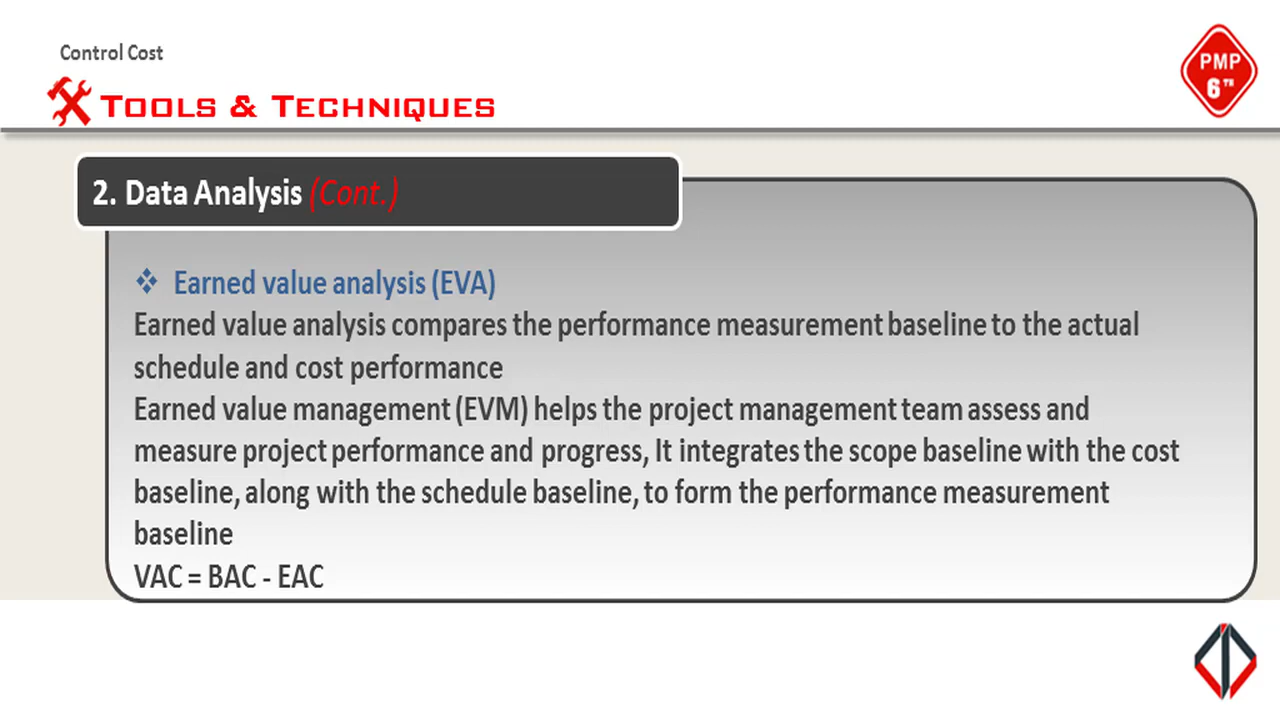 Control Cost
PMP
6TH
TOOLS & TECHNIQUES
2. Data Analysis (Cont.)
❖ Earned value analysis (EVA)
Earned value analysis compares the performance measurement baseline to the actual
schedule and cost performance
Earned value management (EVM) helps the project management team assess and
measure project performance and progress, It integrates the scope baseline with the cost
baseline, along with the schedule baseline, to form the performance measurement
baseline
VAC = BAC - EAC